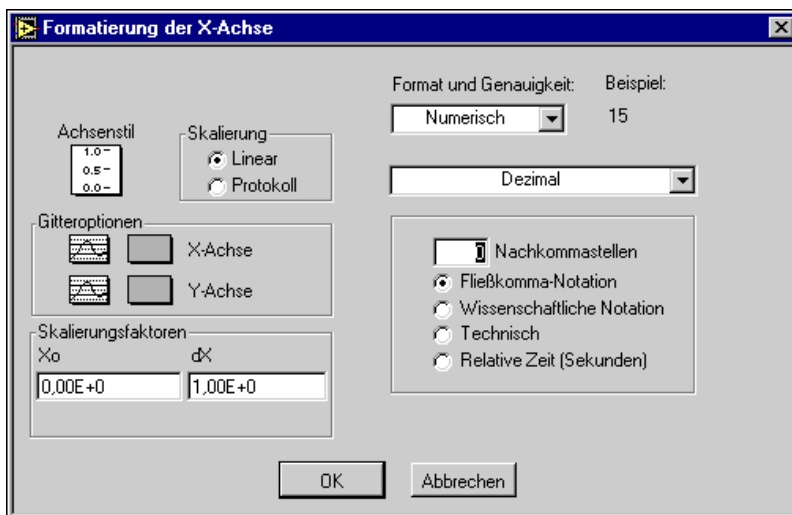 Formatierung der X-Achse
Format und Genauigkeit:
Beispiel:
Numerisch
15
Achsenstil
1.0
0.5
0.0
Skalierung
Linear
Protokoll
Dezimal
Gitteroptionen
X-Achse
Y-Achse
0 Nachkommastellen
Fließkomma-Notation
Wissenschaftliche Notation
Technisch
Relative Zeit (Sekunden)
Skalierungsfaktoren
Xo
dX
0,00E+0
1,00E+0
OK
Abbrechen